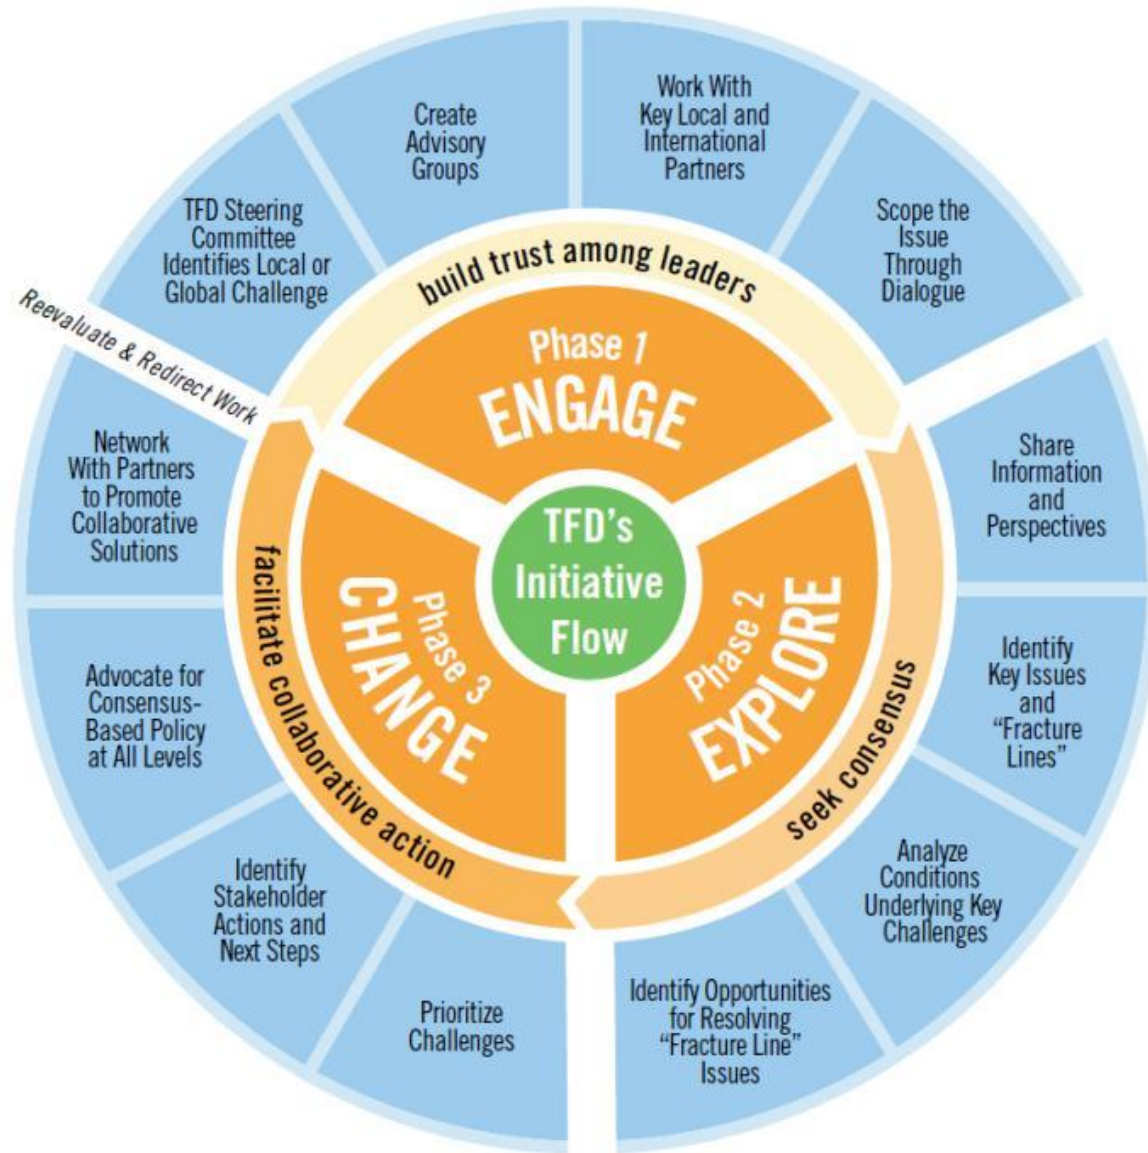 TFD's
Initiative
Flow
Phase 1
ENGAGE
build trust among leaders
TFD Steering
Committee
Identifies Local or
Global Challenge
Create
Advisory
Groups
Work With
Key Local and
International
Partners
Scope the
Issue
Through
Dialogue
Phase 2
EXPLORE
seek consensus
Share
Information
and
Perspectives
Identify
Key Issues
and
“Fracture
Lines”
Analyze
Conditions
Underlying Key
Challenges
Identify Opportunities
for Resolving
“Fracture Line”
Issues
Phase 3
CHANGE
facilitate collaborative action
Prioritize
Challenges
Identify
Stakeholder
Actions and
Next Steps
Advocate for
Consensus-
Based Policy
at All Levels
Network
With Partners
to Promote
Collaborative
Solutions
Reevaluate & Redirect Work